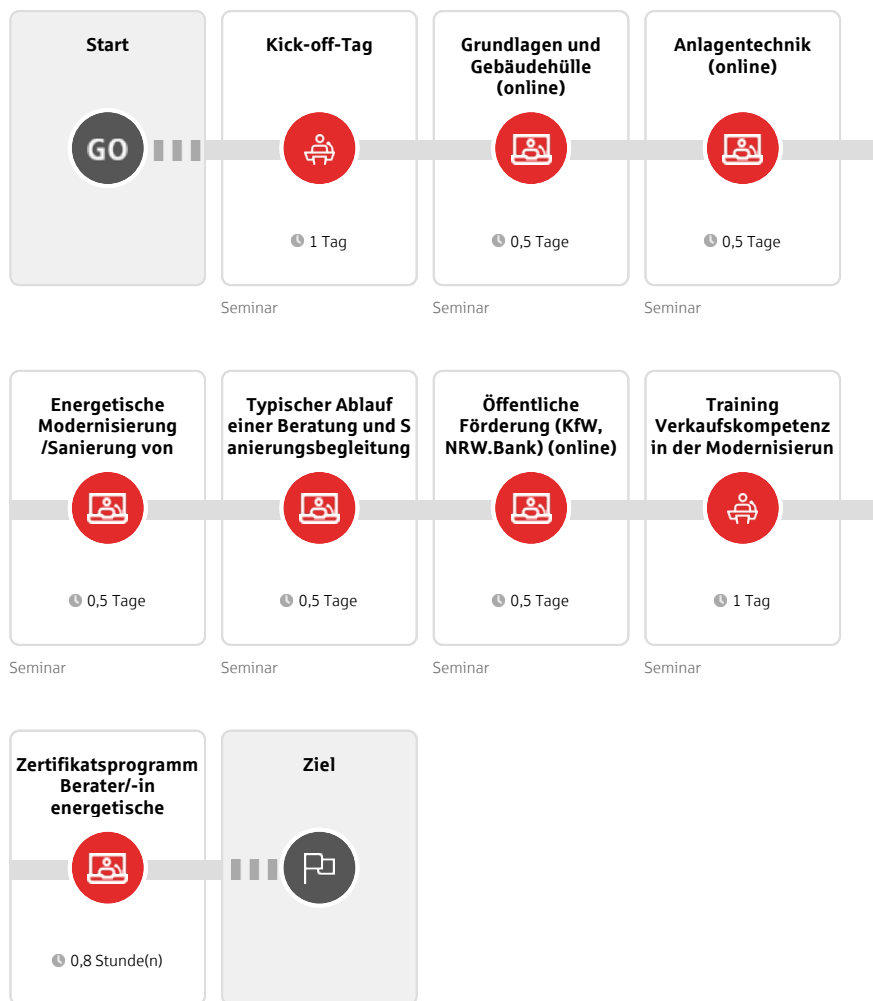 Start
Kick-off-Tag
Grundlagen und
Gebäudehülle
(online)
Anlagentechnik
(online)
GO
1 Tag
0,5 Tage
0,5 Tage
Seminar
Seminar
Seminar
Energetische
Modernisierung
/Sanierung von
Typischer Ablauf
einer Beratung und S
anierungsbegleitung
Öffentliche
Förderung (KfW,
NRW.Bank) (online)
Training
Verkaufskompetenz
in der Modernisierun
0,5 Tage
0,5 Tage
0,5 Tage
1 Tag
Seminar
Seminar
Seminar
Seminar
Zertifikatsprogramm
Berater/-in
energetische
Ziel
0,8 Stunde(n)